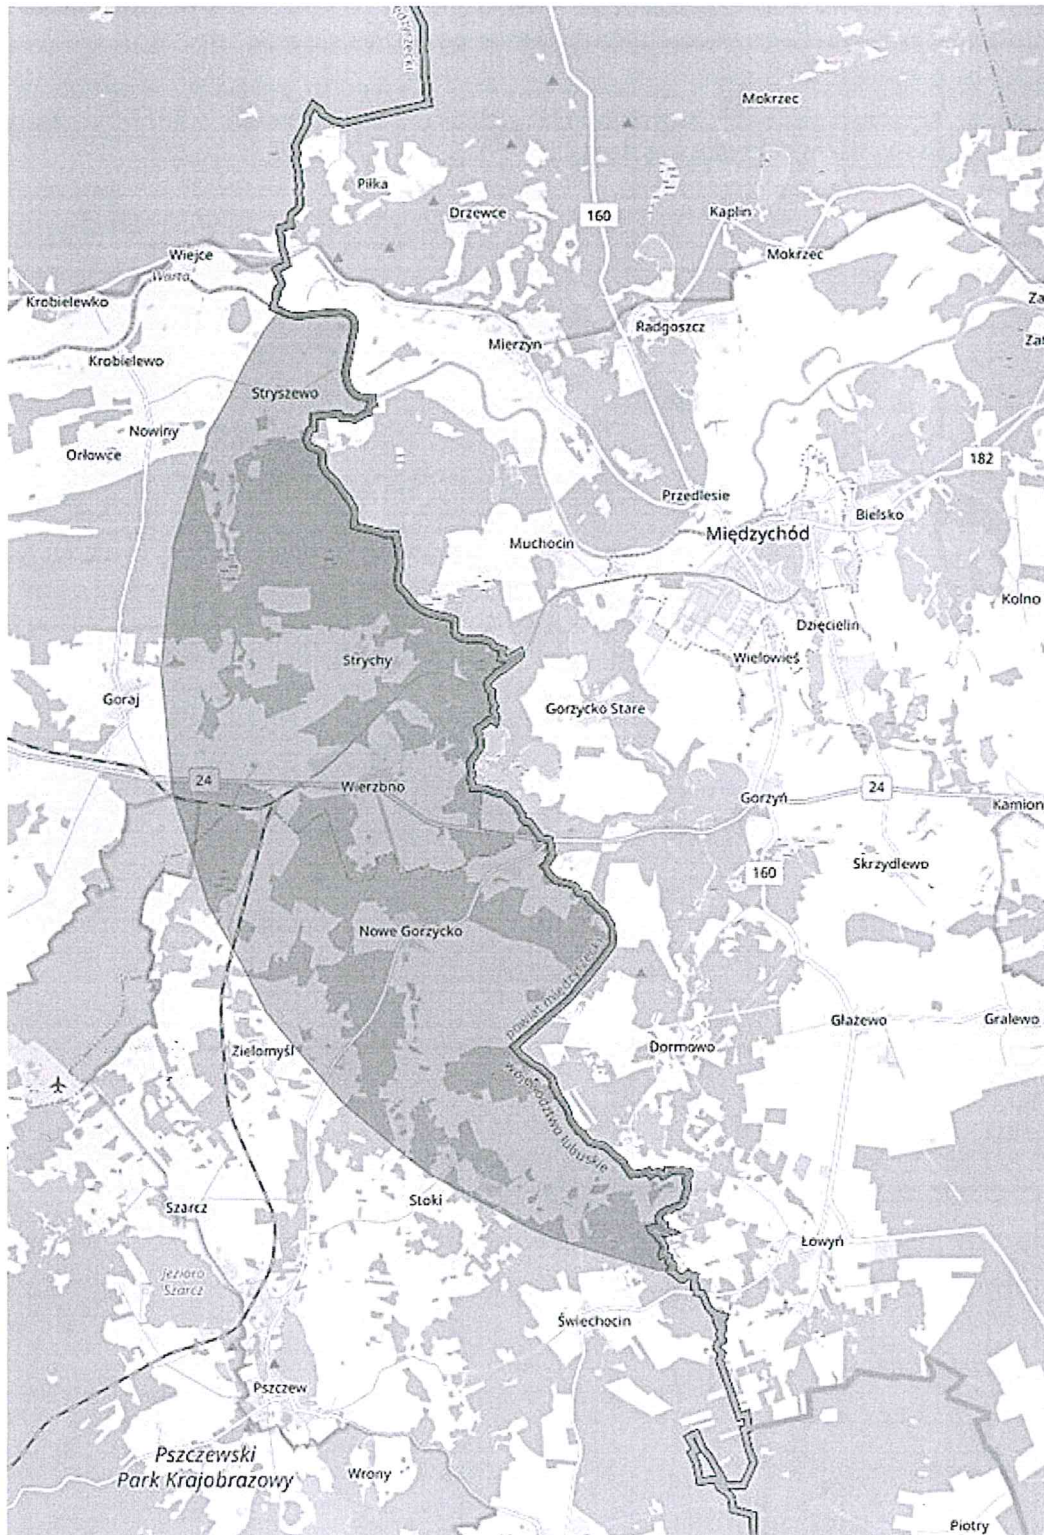 Mokrzec
Piłka
Drzewce
160
Kaplin
Mokrzec
Wiejce
Warta
Krobielewko
Radgoszcz
Mierzyn
Krobielewo
Stryszewo
Nowiny
Orłowce
182
Przedlesie
Bielsko
Międzychód
Muchocin
Kolno
Dzięcielin
Strychy
Wielowieś
Goraj
Gorzycko Stare
24
Wierzbno
24
Gorzyń
Kamion
Skrzydlewo
160
Nowe Gorzycko
powiat międzyrzecki
Głażewo
Gralewo
Dormowo
Zielomyśl
województwo lubuskie
Szarcz
Stoki
Łowyń
jezioro
Szarcz
Świechocin
Pszczew
Pszczewski
Park Krajobrazowy
Wrony
Piotry